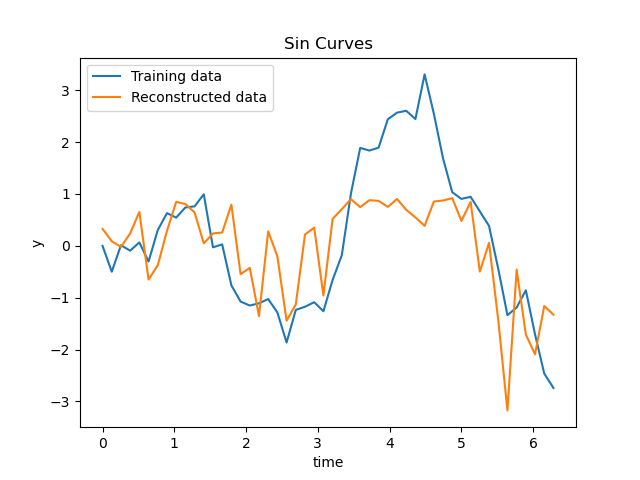 Sin Curves
Training data
Reconstructed data
3
2
1
0
−1
−2
−3
y
0 1 2 3 4 5 6
time